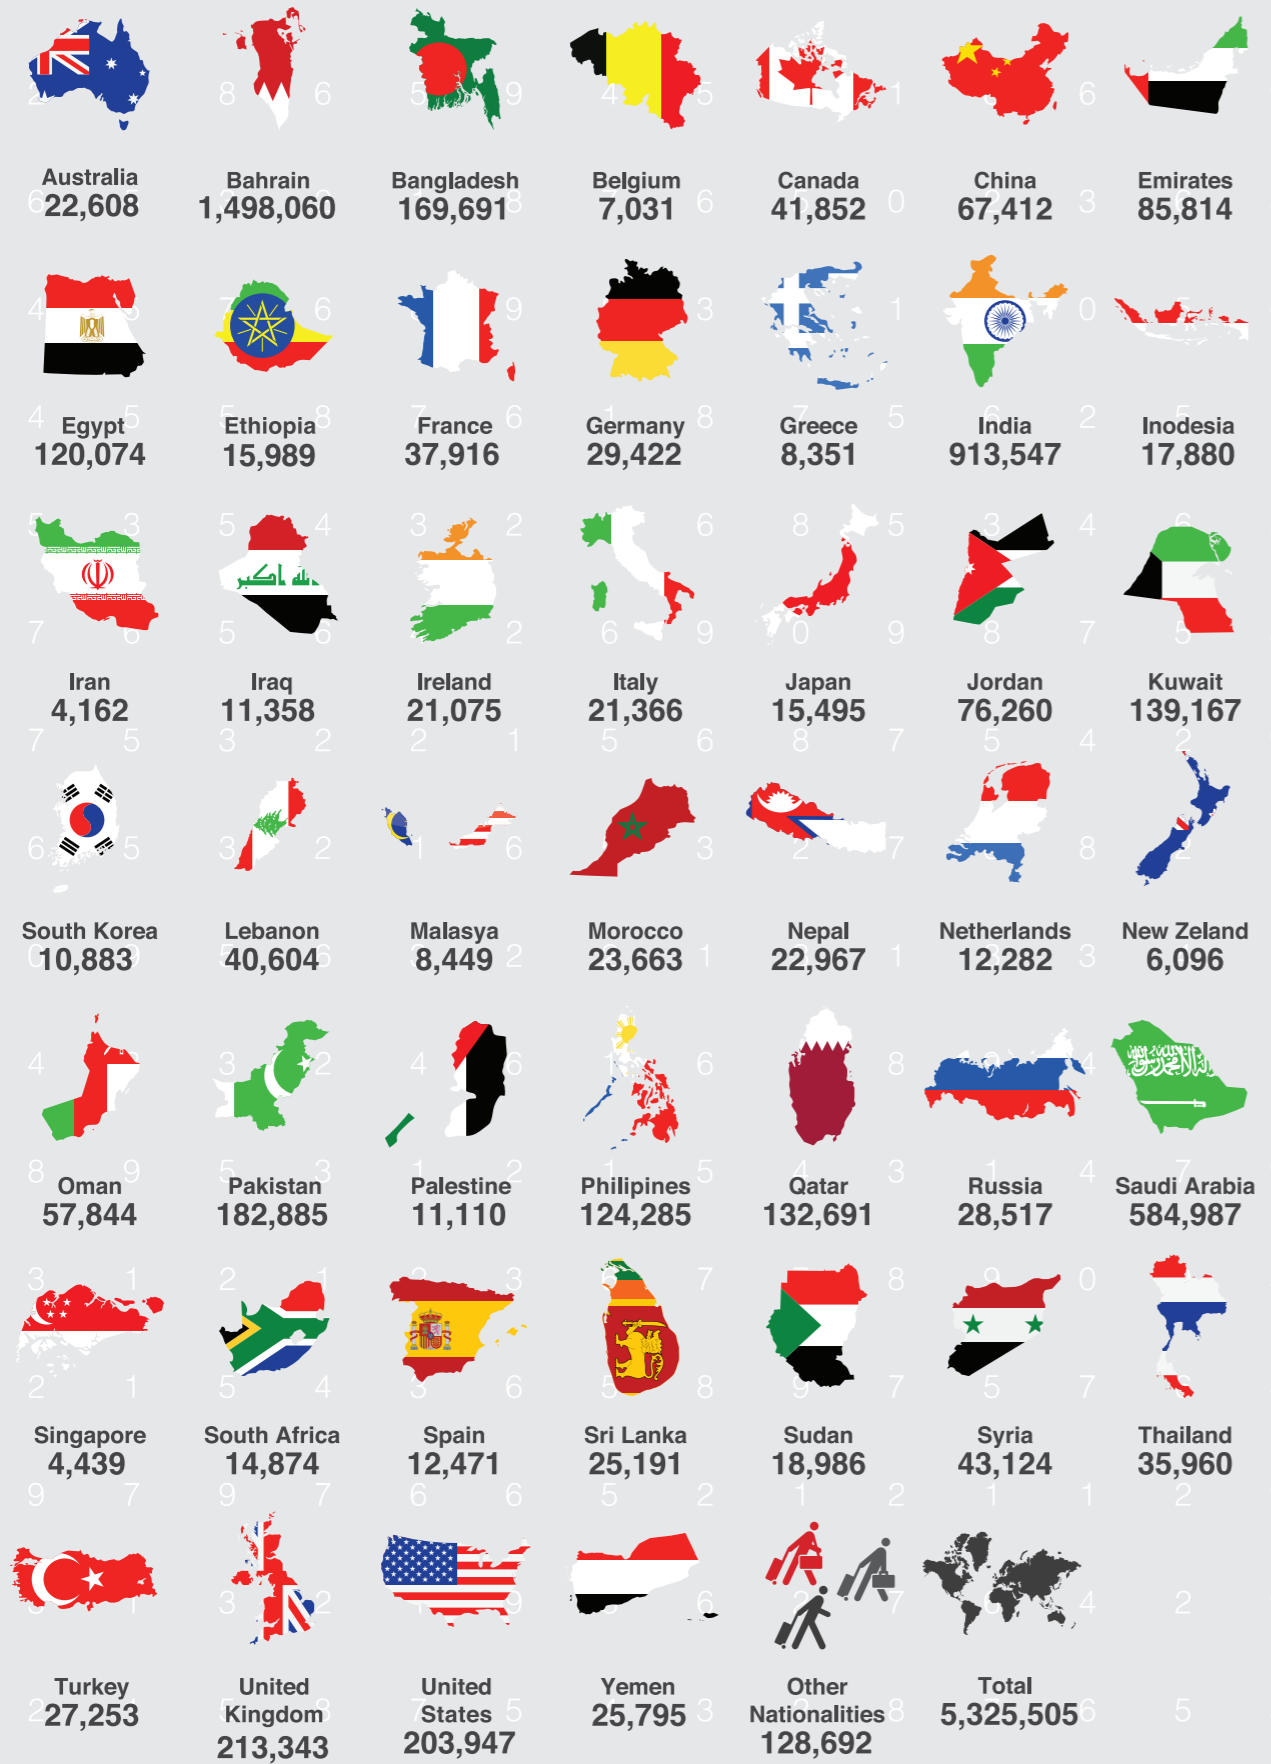 Australia
22,608
Bahrain
1,498,060
Bangladesh
169,691
Belgium
7,031
Canada
41,852
China
67,412
Emirates
85,814
Egypt
120,074
Ethiopia
15,989
France
37,916
Germany
29,422
Greece
8,351
India
913,547
Inodesia
17,880
Iran
4,162
Iraq
11,358
Ireland
21,075
Italy
21,366
Japan
15,495
Jordan
76,260
Kuwait
139,167
South Korea
10,883
Lebanon
40,604
Malasya
8,449
Morocco
23,663
Nepal
22,967
Netherlands
12,282
New Zeland
6,096
Oman
57,844
Pakistan
182,885
Palestine
11,110
Philipines
124,285
Qatar
132,691
Russia
28,517
Saudi Arabia
584,987
Singapore
4,439
South Africa
14,874
Spain
12,471
Sri Lanka
25,191
Sudan
18,986
Syria
43,124
Thailand
35,960
Turkey
27,253
United
Kingdom
213,343
United
States
203,947
Yemen
25,795
Other
Nationalities
128,692
Total
5,325,505